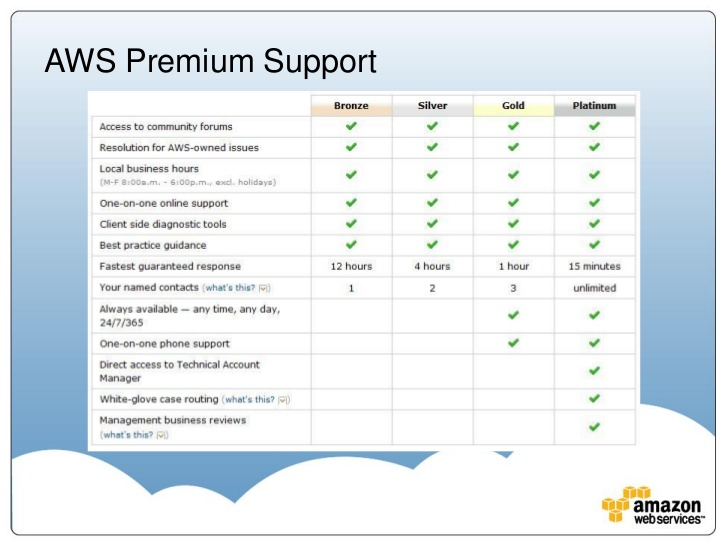 AWS Premium Support
Bronze Silver Gold Platinum
Access to community forums
Resolution for AWS-owned issues
Local business hours
(M-F 8:00a.m. - 6:00p.m., excl. holidays)
One-on-one online support
Client side diagnostic tools
Best practice guidance
Fastest guaranteed response 12 hours 4 hours 1 hour 15 minutes
Your named contacts (what's this? ) 1 2 3 unlimited
Always available — any time, any day,
24/7/365
One-on-one phone support
Direct access to Technical Account
Manager
White-glove case routing (what's this? )
Management business reviews
(what's this? )
amazon
webservices™